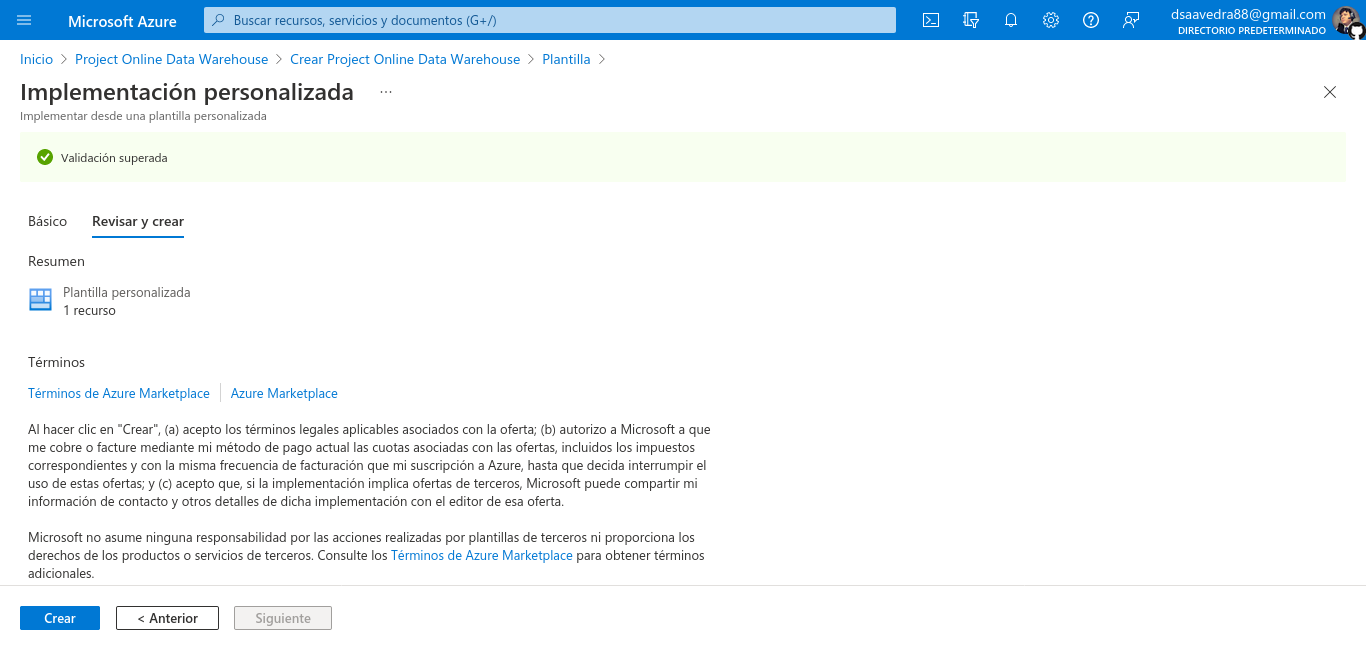 Microsoft Azure
Buscar recursos, servicios y documentos (G+/)
dsaavedra88@gmail.com
DIRECTORIO PREDETERMINADO
Inicio > Project Online Data Warehouse > Crear Project Online Data Warehouse > Plantilla >
Implementación personalizada ...
Implementar desde una plantilla personalizada
Validación superada
Básico Revisar y crear
Resumen
Plantilla personalizada
1 recurso
Términos
Términos de Azure Marketplace | Azure Marketplace
Al hacer clic en "Crear", (a) acepto los términos legales aplicables asociados con la oferta; (b) autorizo a Microsoft a que
me cobre o facture mediante mi método de pago actual las cuotas asociadas con las ofertas, incluidos los impuestos
correspondientes y con la misma frecuencia de facturación que mi suscripción a Azure, hasta que decida interrumpir el
uso de estas ofertas; y (c) acepto que, si la implementación implica ofertas de terceros, Microsoft puede compartir mi
información de contacto y otros detalles de dicha implementación con el editor de esa oferta.
Microsoft no asume ninguna responsabilidad por las acciones realizadas por plantillas de terceros ni proporciona los
derechos de los productos o servicios de terceros. Consulte los Términos de Azure Marketplace para obtener términos
adicionales.
Crear < Anterior Siguiente